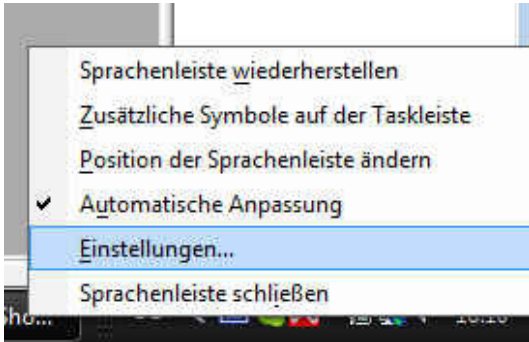 Sprachenleiste wiederherstellen
Zusätzliche Symbole auf der Taskleiste
Position der Sprachenleiste ändern
Automatische Anpassung
Einstellungen...
Sprachenleiste schließen